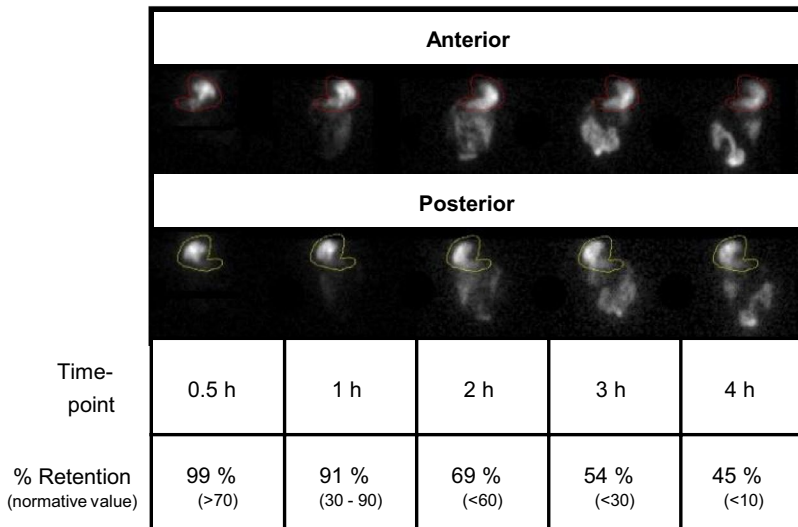 Anterior
Posterior
Time-
point
0.5 h
1 h
2 h
3 h
4 h
% Retention
(normative value)
99 %
(>70)
91 %
(30 - 90)
69 %
(<60)
54 %
(<30)
45 %
(<10)